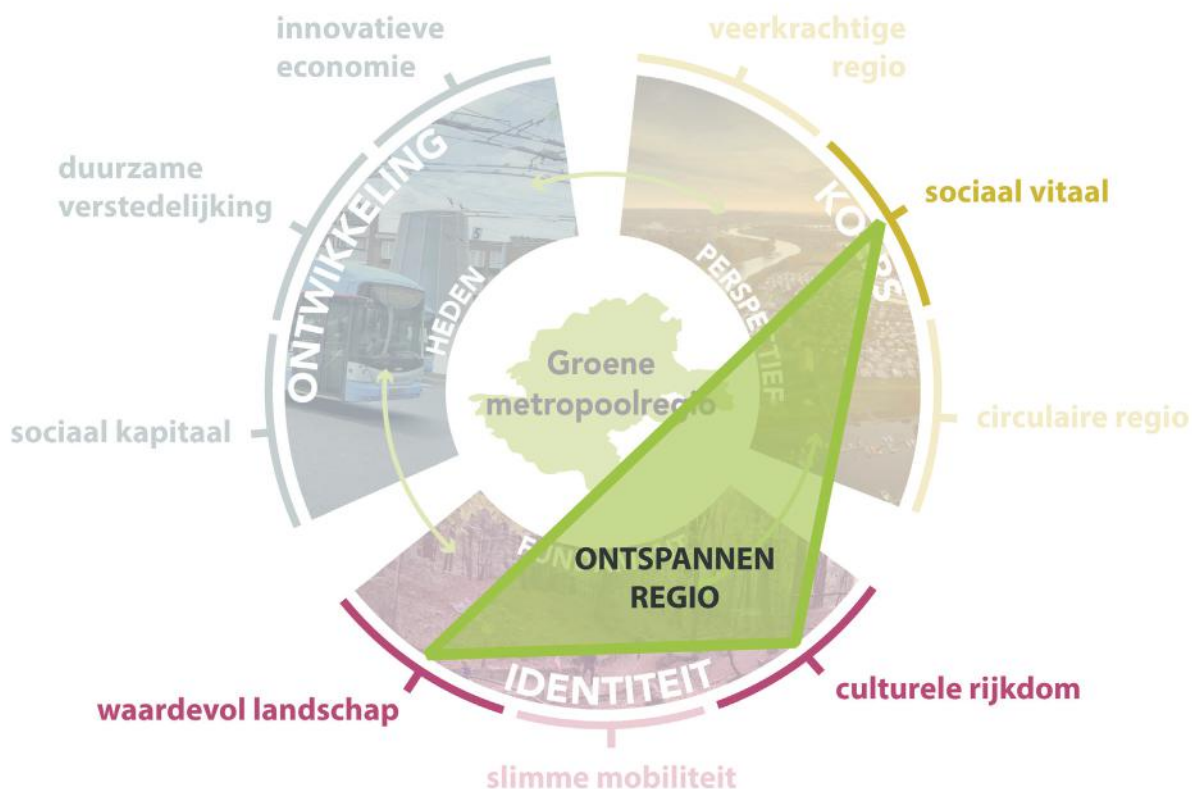 innovatieve
economie
veerkrachtige
regio
duurzame
verstedelijking
sociaal vitaal
ONTWIKKELING
HEDEN
PERSPECTIEF
Groene
metropoolregio
sociaal kapitaal
circulaire regio
ONTSPANNEN
REGIO
IDENTITEIT
waardevol landschap
culturele rijkdom
slimme mobiliteit